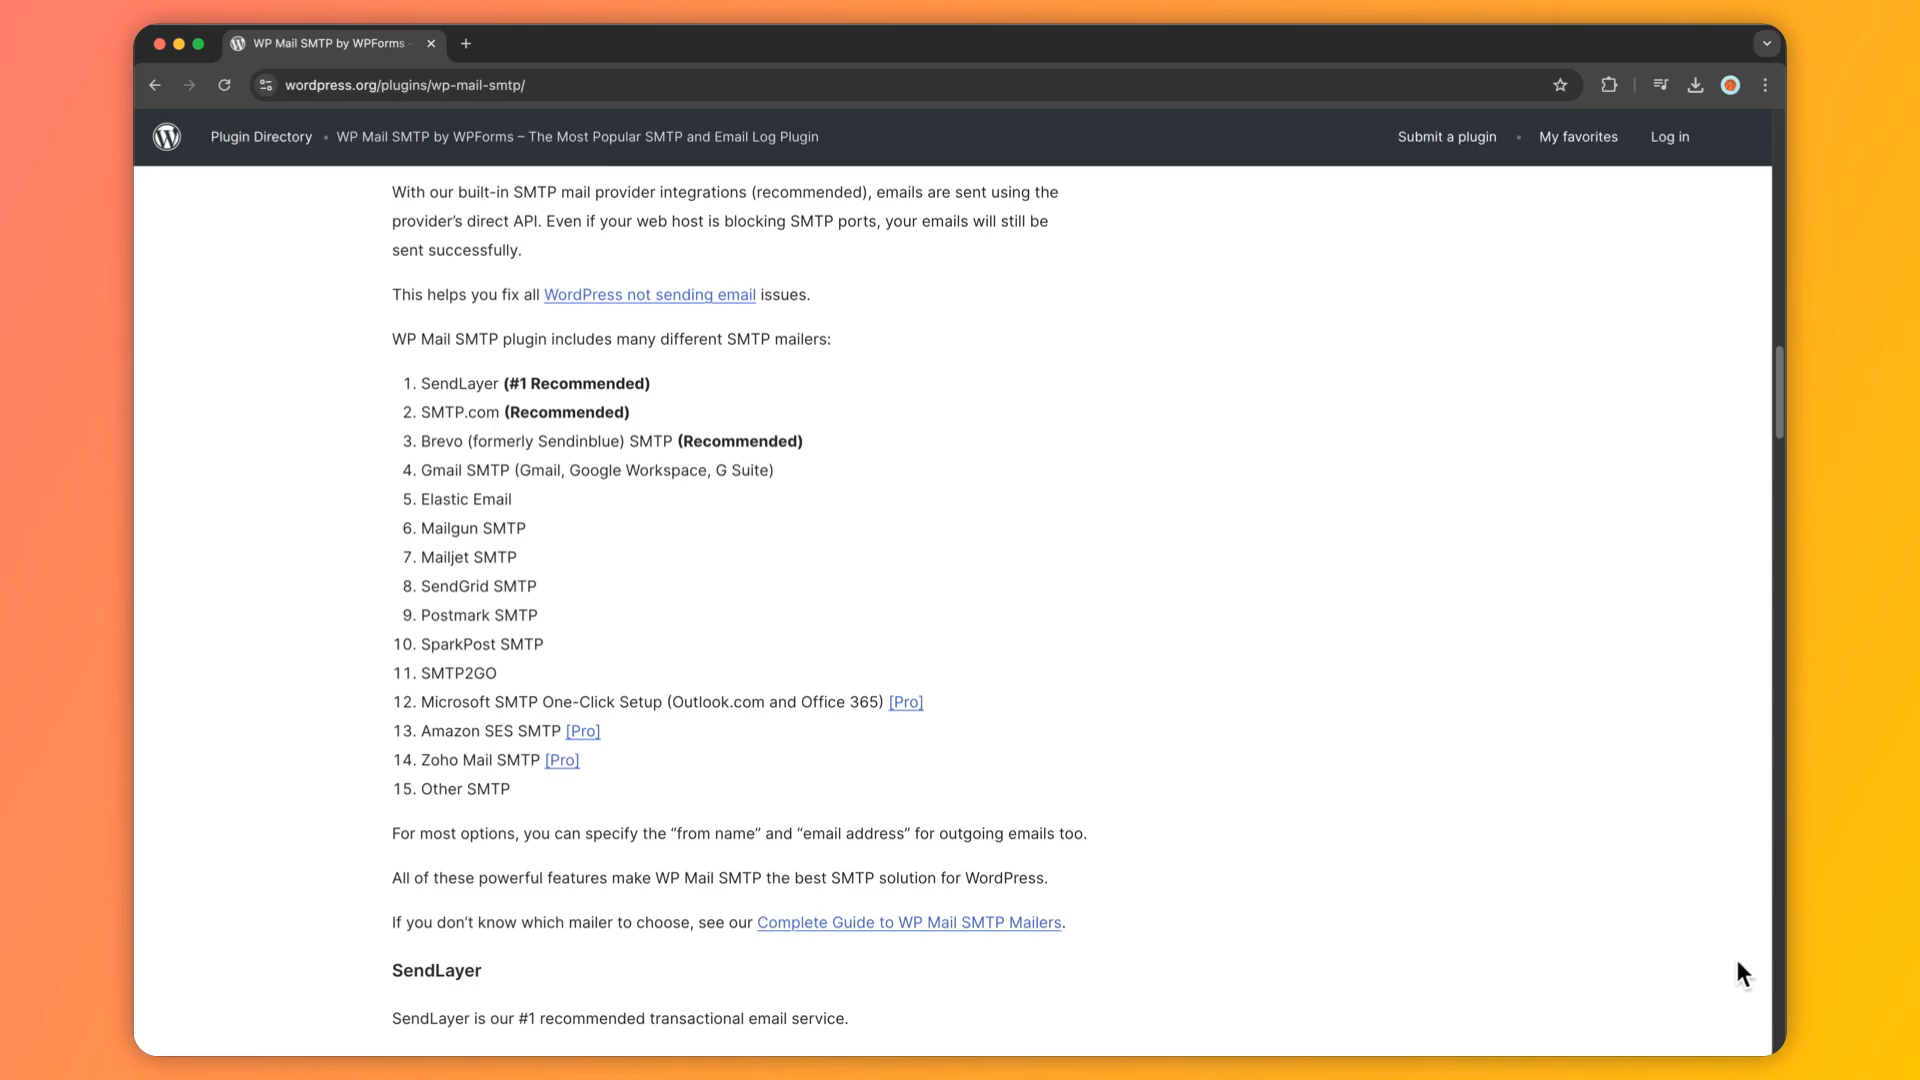 WP Mail SMTP by WPForms
wordpress.org/plugins/wp-mail-smtp/
Plugin Directory • WP Mail SMTP by WPForms – The Most Popular SMTP and Email Log Plugin
Submit a plugin • My favorites Log in
With our built-in SMTP mail provider integrations (recommended), emails are sent using the
provider’s direct API. Even if your web host is blocking SMTP ports, your emails will still be
sent successfully.
This helps you fix all WordPress not sending email issues.
WP Mail SMTP plugin includes many different SMTP mailers:
1. SendLayer (#1 Recommended)
2. SMTP.com (Recommended)
3. Brevo (formerly Sendinblue) SMTP (Recommended)
4. Gmail SMTP (Gmail, Google Workspace, G Suite)
5. Elastic Email
6. Mailgun SMTP
7. Mailjet SMTP
8. SendGrid SMTP
9. Postmark SMTP
10. SparkPost SMTP
11. SMTP2GO
12. Microsoft SMTP One-Click Setup (Outlook.com and Office 365) [Pro]
13. Amazon SES SMTP [Pro]
14. Zoho Mail SMTP [Pro]
15. Other SMTP
For most options, you can specify the “from name” and “email address” for outgoing emails too.
All of these powerful features make WP Mail SMTP the best SMTP solution for WordPress.
If you don’t know which mailer to choose, see our Complete Guide to WP Mail SMTP Mailers.
SendLayer
SendLayer is our #1 recommended transactional email service.